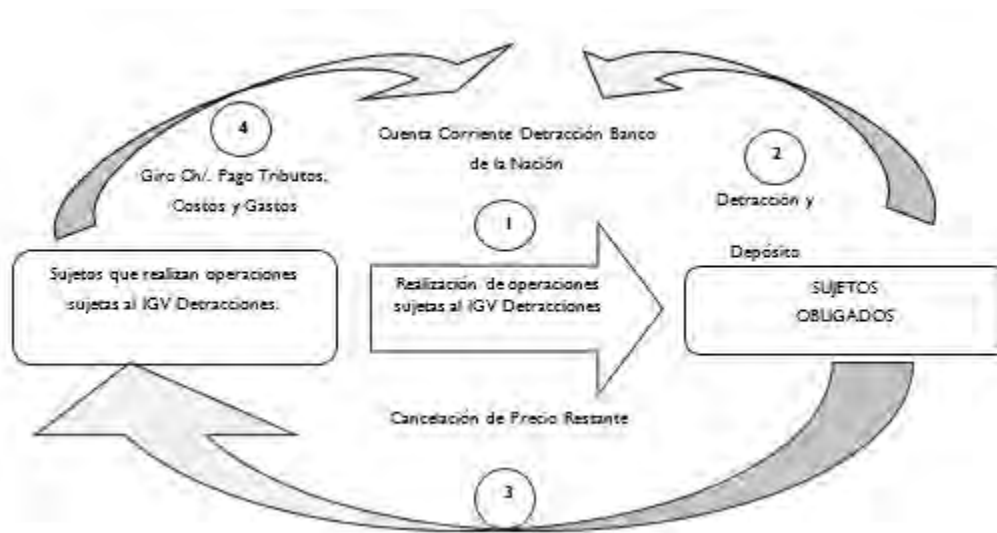 4
Cuenta Corriente Detracción Banco
de la Nación
2
Giro Ch/. Pago Tributos,
Costos y Gastos
Detracción y
1
Depósito
Sujetos que realizan operaciones
sujetas al IGV Detracciones.
Realización de operaciones
sujetas al IGV Detracciones
SUJETOS
OBLIGADOS
Cancelación de Precio Restante
3